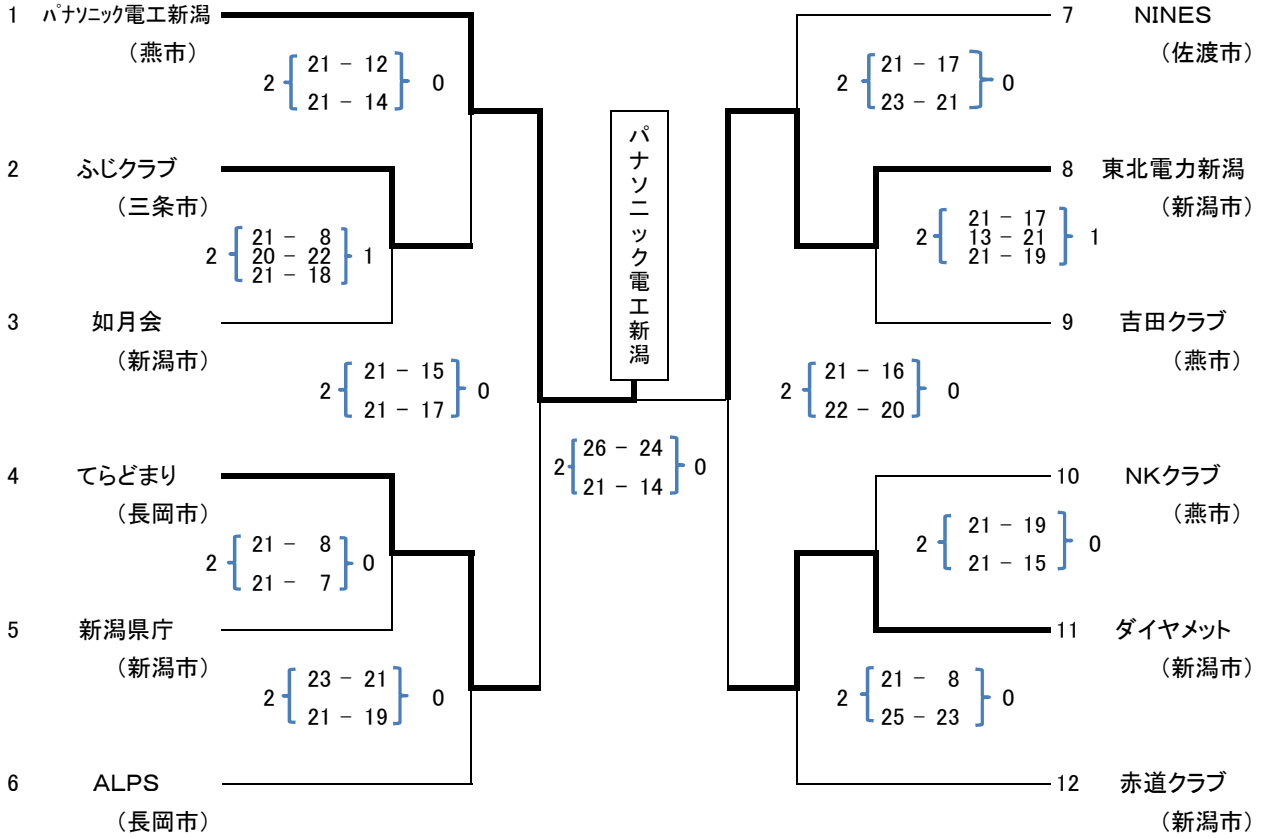 1 パナソニック電工新潟
（燕市）
2 21 － 12 0
21 － 14
2 ふじクラブ
（三条市）
21 － 8
2 20 － 22 1
21 － 18
3 如月会
（新潟市）
2 21 － 15 0
21 － 17
4 てらどまり
（長岡市）
2 21 － 8 0
21 － 7
5 新潟県庁
（新潟市）
2 23 － 21 0
21 － 19
6 ALPS
（長岡市）
パナソニック電工新潟
2 26 － 24 0
21 － 14
7 NINES
（佐渡市）
2 21 － 17 0
23 － 21
8 東北電力新潟
（新潟市）
21 － 17
2 13 － 21 1
21 － 19
9 吉田クラブ
（燕市）
2 21 － 16 0
22 － 20
10 NKクラブ
（燕市）
2 21 － 19 0
21 － 15
11 ダイヤメット
（新潟市）
2 21 － 8 0
25 － 23
12 赤道クラブ
（新潟市）